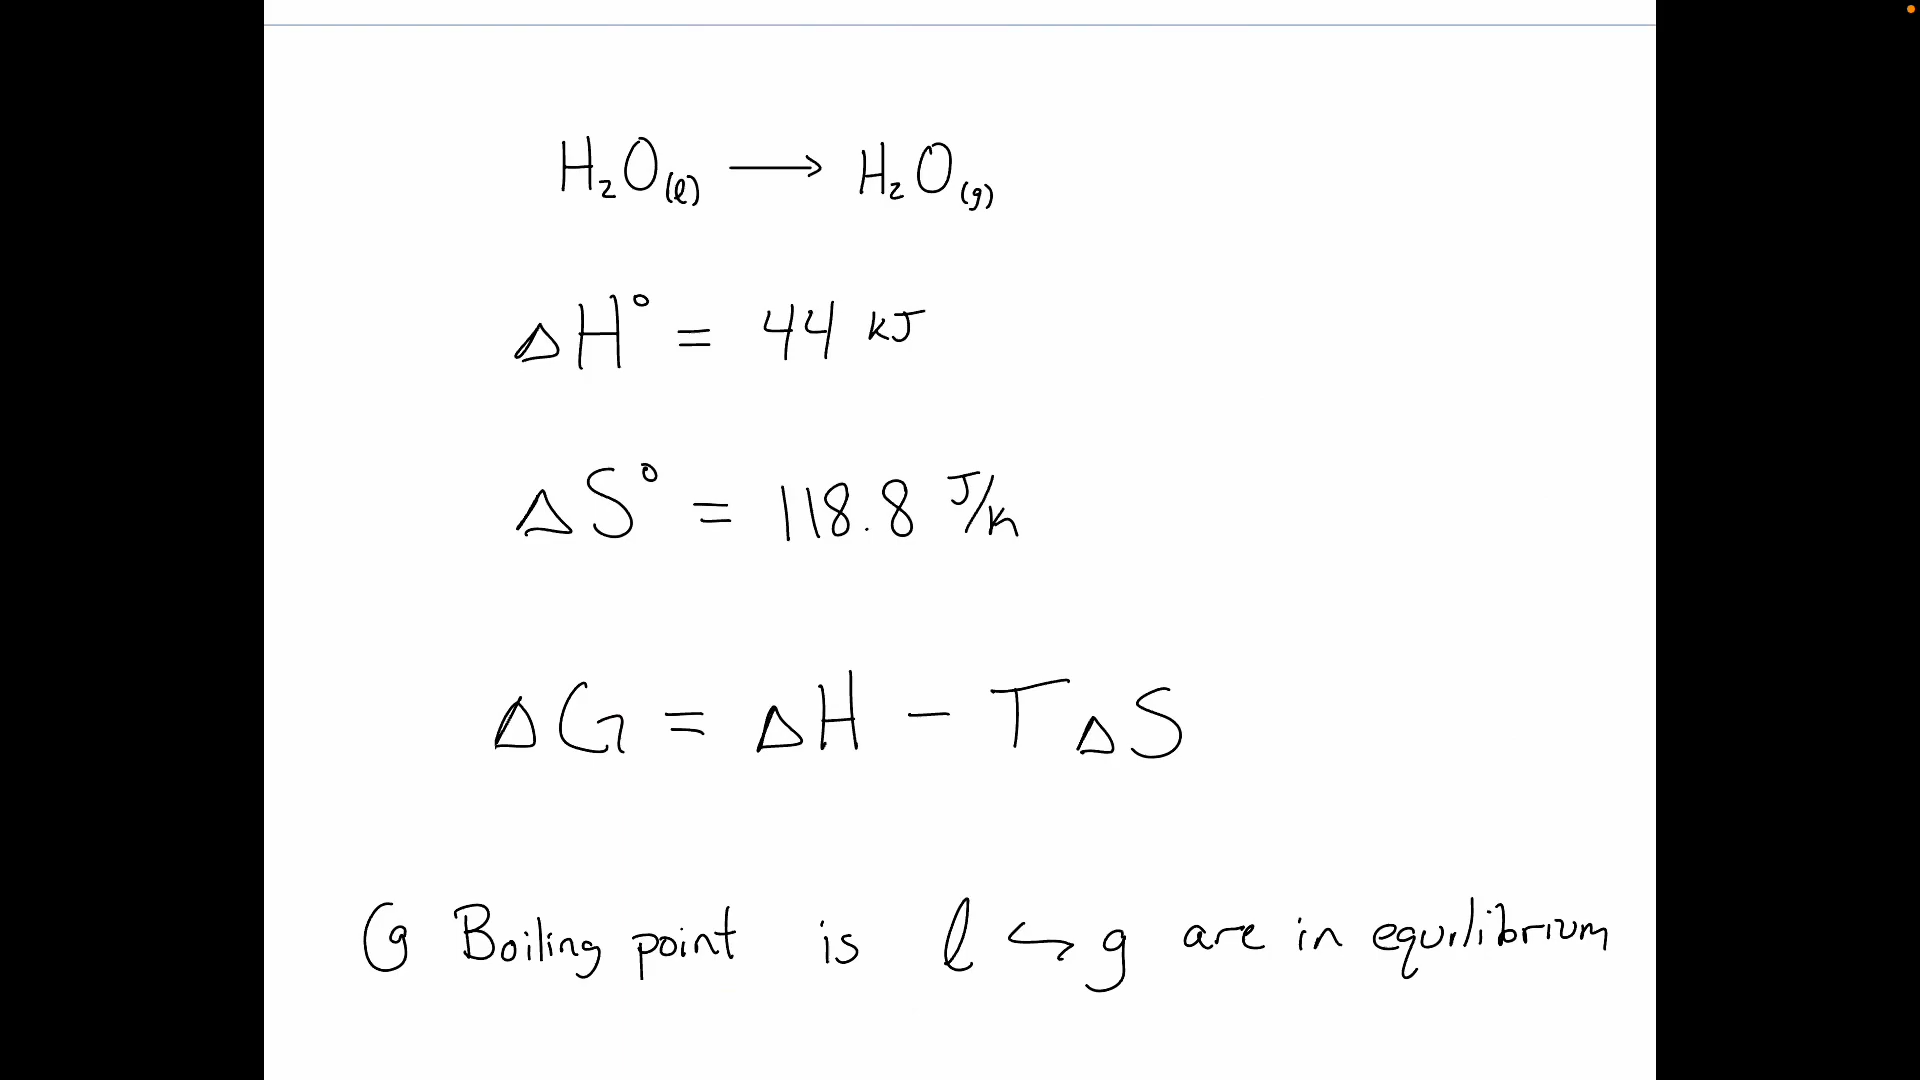 H₂O(l) → H₂O(g)
ΔH° = 44 kJ
ΔS° = 118.8 J/K
ΔG = ΔH − TΔS
@ Boiling point is l ⇌ g are in equilibrium